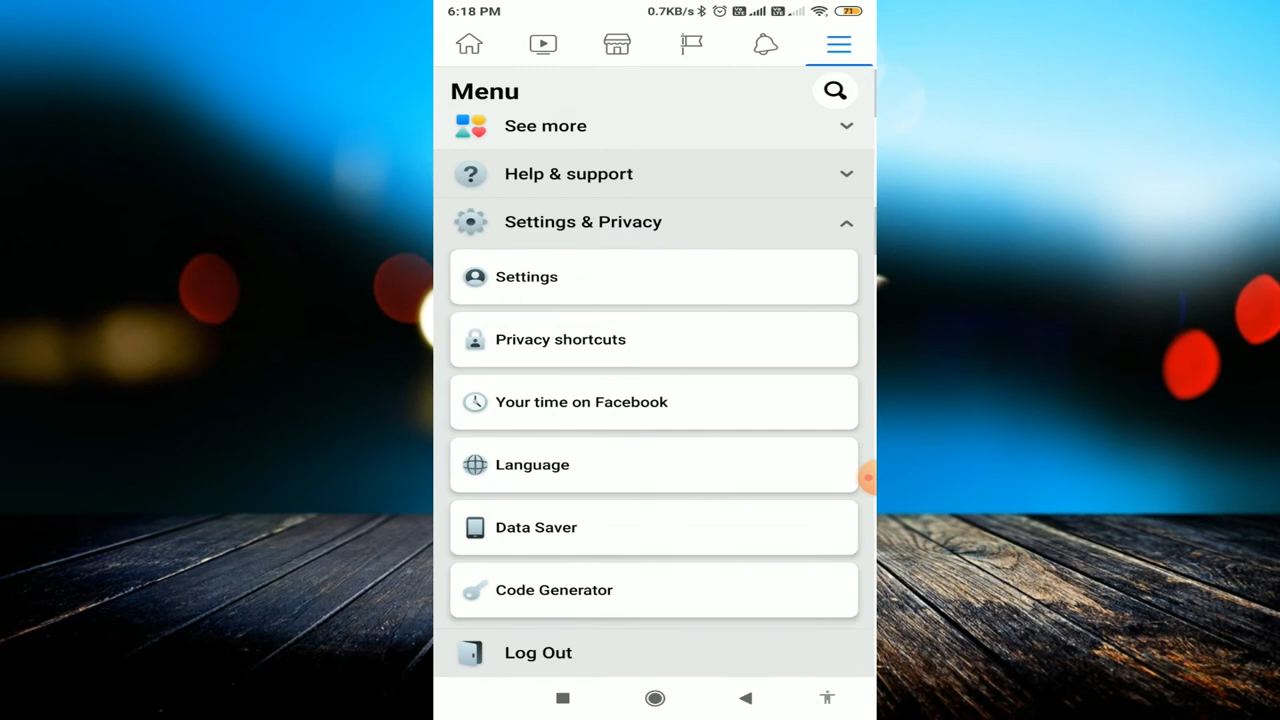 6:18 PM 0.7KB/s 71
Menu
See more
Help & support
Settings & Privacy
Settings
Privacy shortcuts
Your time on Facebook
Language
Data Saver
Code Generator
Log Out